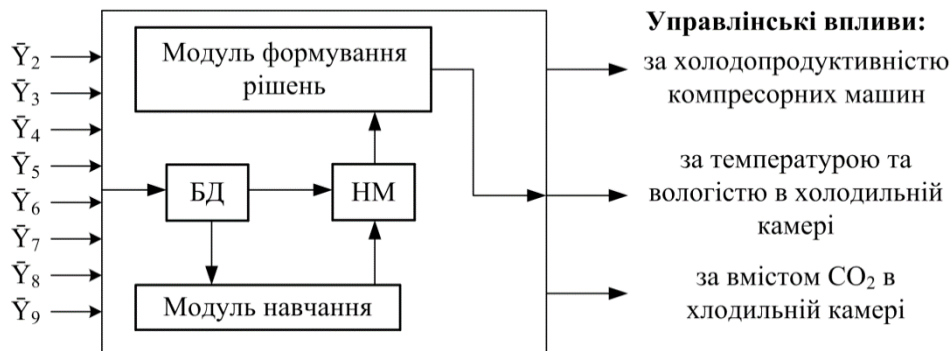 Ȳ2
Ȳ3
Ȳ4
Ȳ5
Ȳ6
Ȳ7
Ȳ8
Ȳ9
Модуль формування
рішень
БД
НМ
Модуль навчання
Управлінські впливи:
за холодопродуктивністю
компресорних машин
за температурою та
вологістю в холодильній
камері
за вмістом CO2 в
хлодильній камері